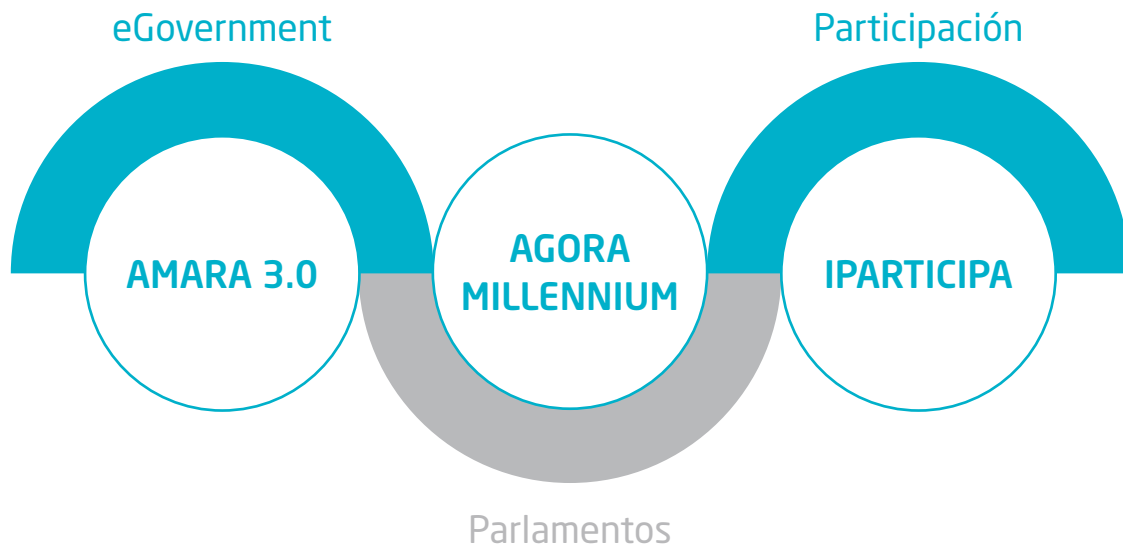 eGovernment
Participación
AMARA 3.0
AGORA
MILLENNIUM
IPARTICIPA
Parlamentos